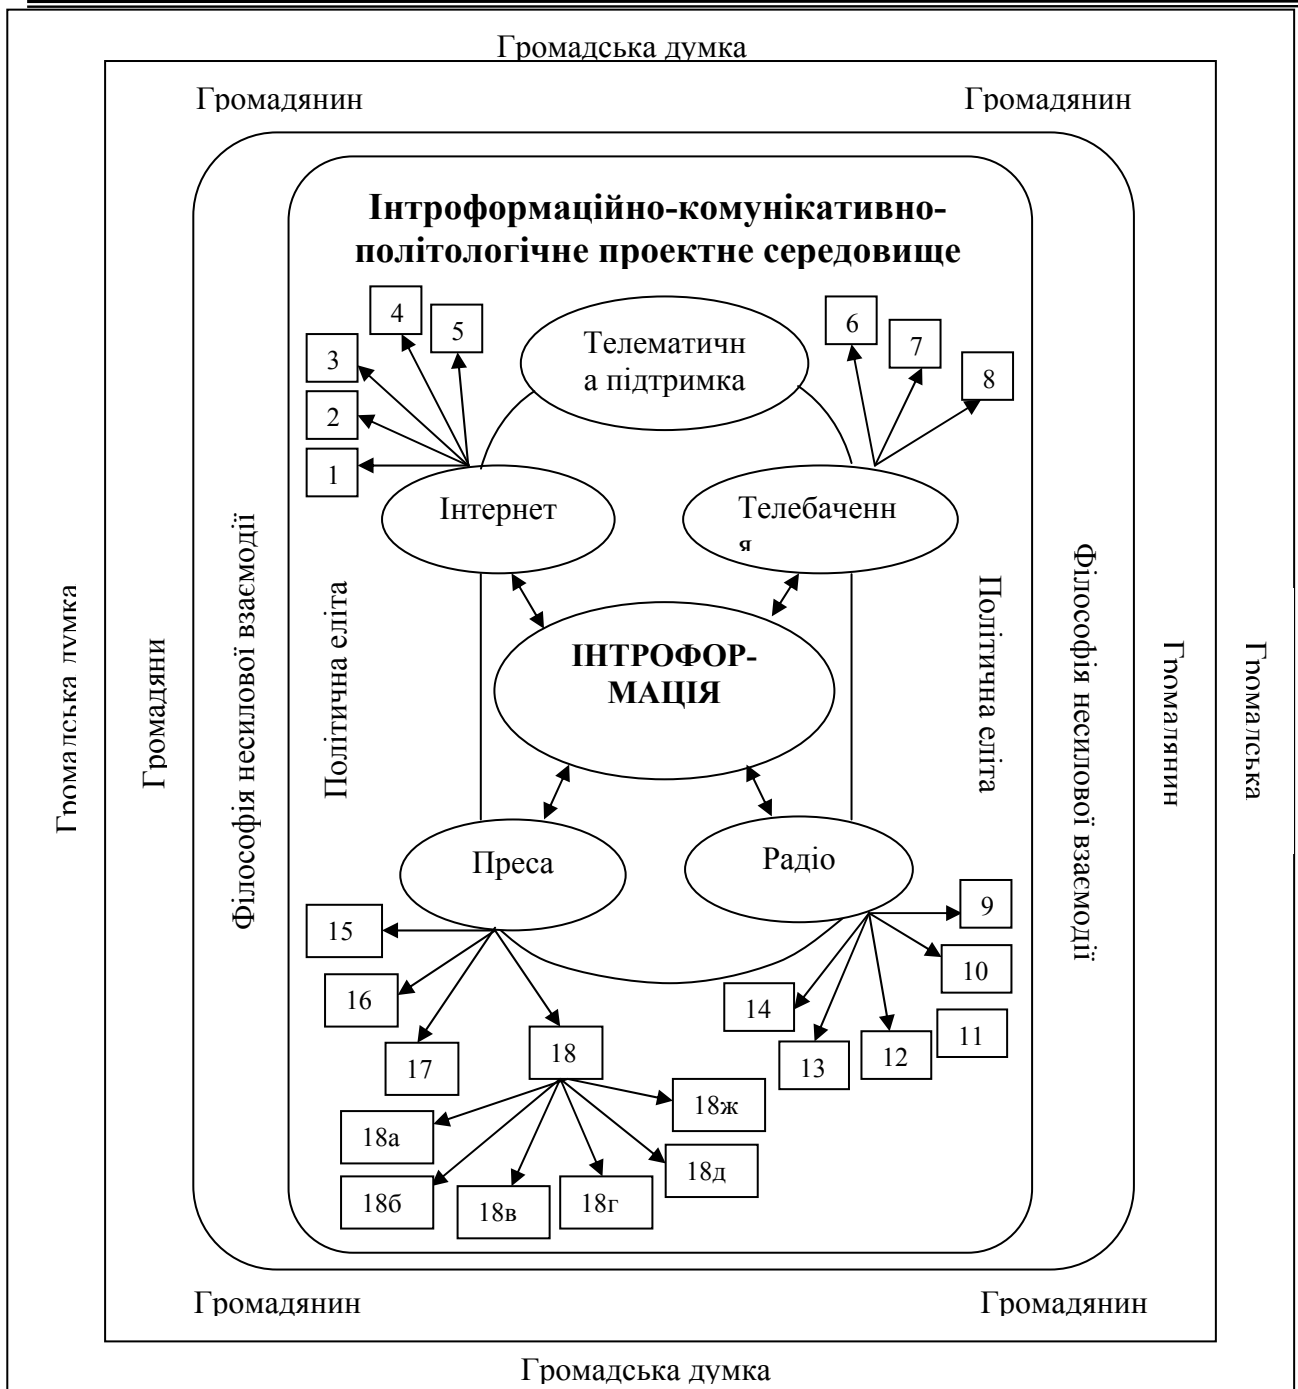 Громадська думка
Громадянин
Громадянин
Інтроформаційно-комунікативно-
політологічне проектне середовище
4
5
3
2
1
Телематичн
а підтримка
6
7
8
Інтернет
Телебаченн
я
ІНТРОФОР-
МАЦІЯ
Громадська думка
Громадяни
Філософія несилової взаємодії
Політична еліта
Політична еліта
Філософія несилової взаємодії
Громадянин
Громадська
Преса
Радіо
15
16
17
18
9
10
11
12
13
14
18а
18б
18в
18г
18д
18ж
Громадянин
Громадянин
Громадська думка